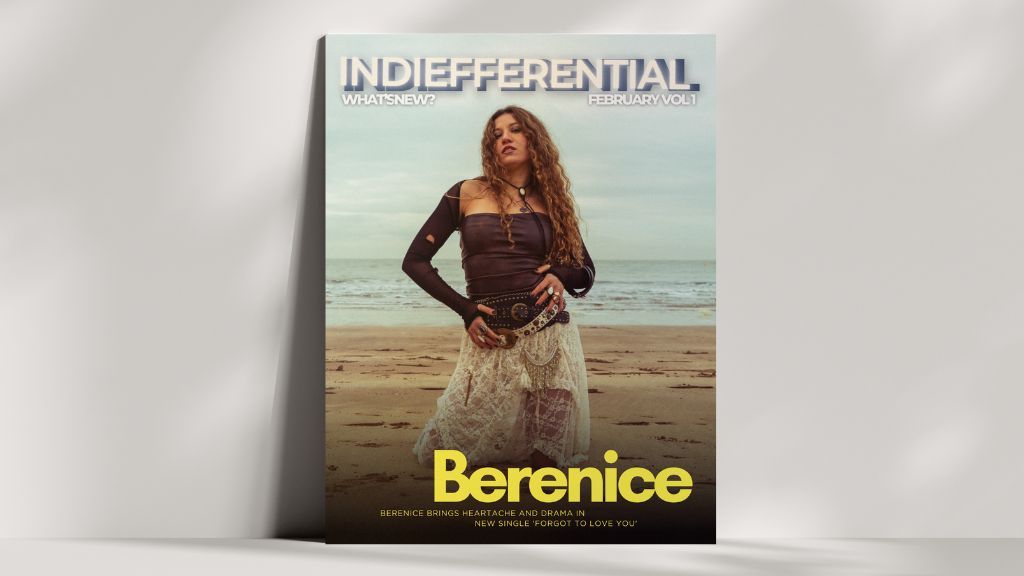 INDIEFFERENTIAL
WHAT'SNEW?
FEBRUARY VOL 1
Berenice
BERENICE BRINGS HEARTACHE AND DRAMA IN
NEW SINGLE 'FORGOT TO LOVE YOU'